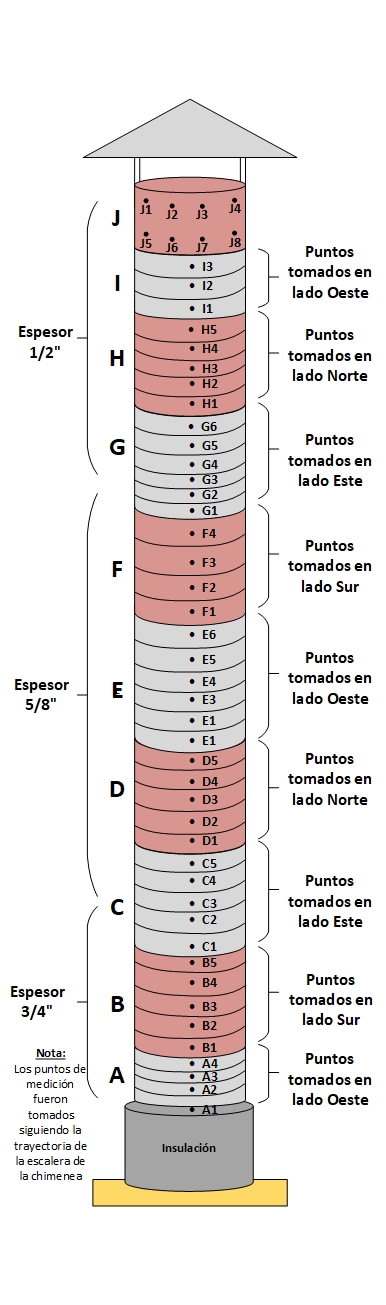 J
J1 J2 J3 J4
J5 J6 J7 J8
I
I3
I2
I1
Puntos
tomados en
lado Oeste
Espesor
1/2"
H
H5
H4
H3
H2
H1
Puntos
tomados en
lado Norte
G
G6
G5
G4
G3
G2
G1
Puntos
tomados en
lado Este
F
F4
F3
F2
F1
Puntos
tomados en
lado Sur
Espesor
5/8"
E
E6
E5
E4
E3
E1
E1
Puntos
tomados en
lado Oeste
D
D5
D4
D3
D2
D1
Puntos
tomados en
lado Norte
C
C5
C4
C3
C2
C1
Puntos
tomados en
lado Este
Espesor
3/4"
B
B5
B4
B3
B2
B1
Puntos
tomados en
lado Sur
A
A4
A3
A2
A1
Puntos
tomados en
lado Oeste
Nota:
Los puntos de
medición
fueron
tomados
siguiendo la
trayectoria de
la escalera de
la chimenea
Insulación